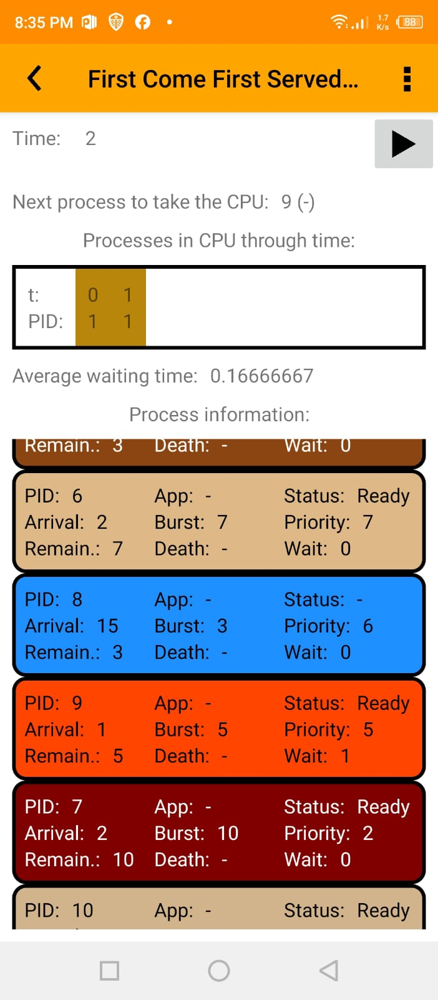 8:35 PM
1.7
K/s
88
First Come First Served...
Time: 2
Next process to take the CPU: 9 (-)
Processes in CPU through time:
t: 0 1
PID: 1 1
Average waiting time: 0.16666667
Process information:
Remain.: 3 Death: - Wait: 0
PID: 6 App: - Status: Ready
Arrival: 2 Burst: 7 Priority: 7
Remain.: 7 Death: - Wait: 0
PID: 8 App: - Status: -
Arrival: 15 Burst: 3 Priority: 6
Remain.: 3 Death: - Wait: 0
PID: 9 App: - Status: Ready
Arrival: 1 Burst: 5 Priority: 5
Remain.: 5 Death: - Wait: 1
PID: 7 App: - Status: Ready
Arrival: 2 Burst: 10 Priority: 2
Remain.: 10 Death: - Wait: 0
PID: 10 App: - Status: Ready